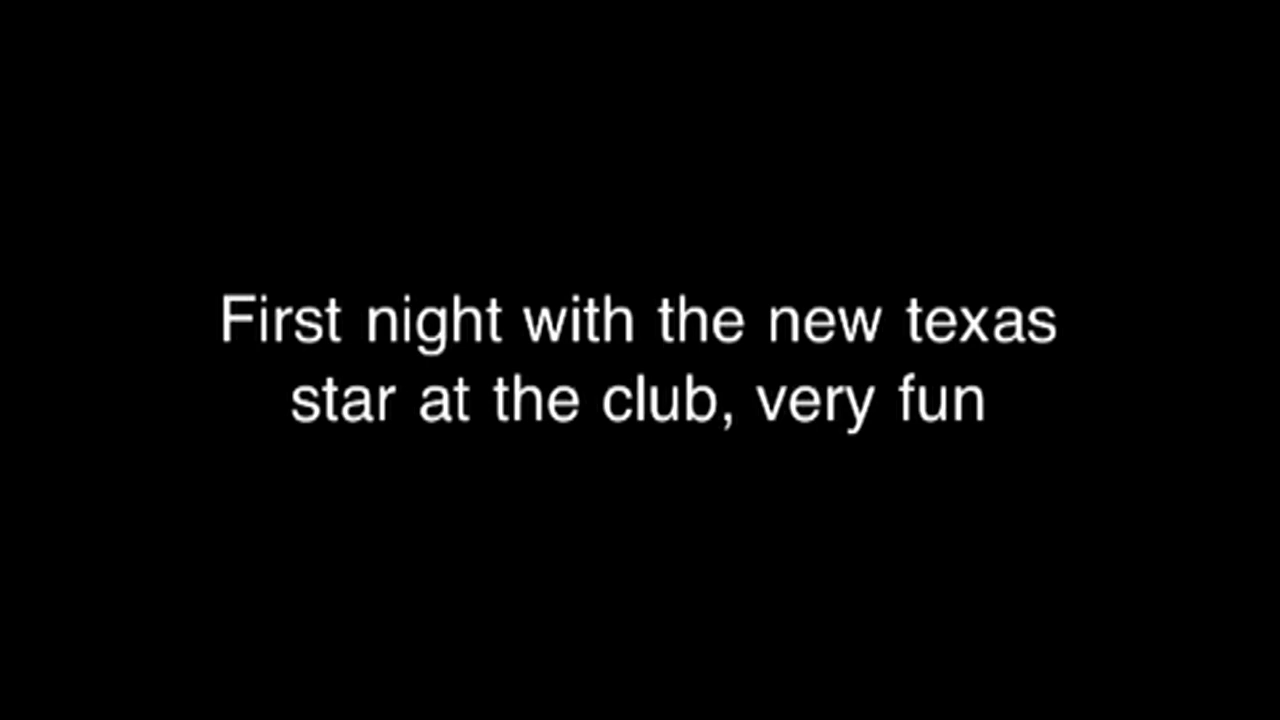 First night with the new texas
star at the club, very fun